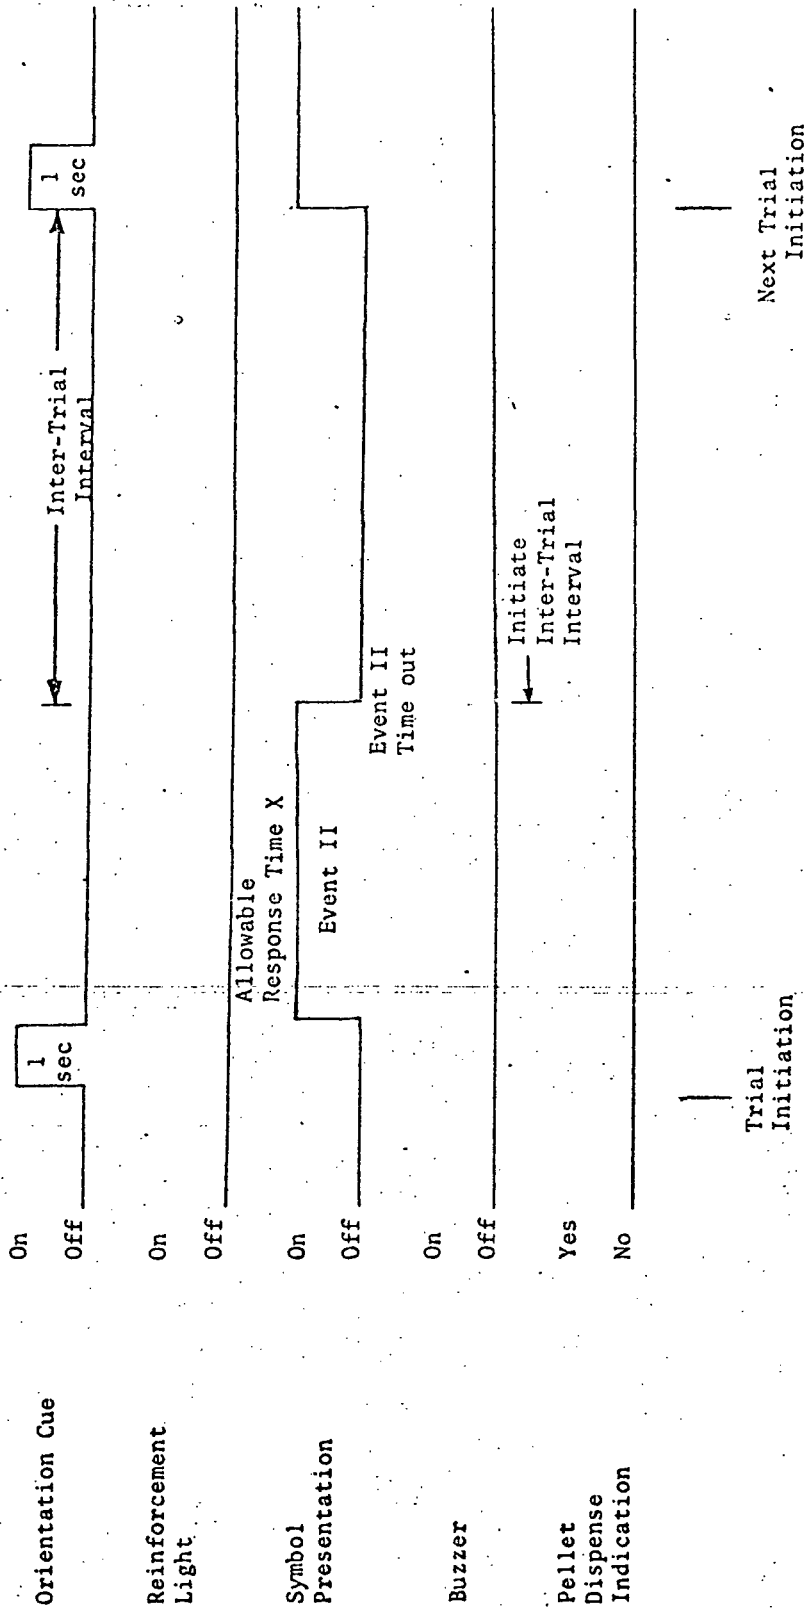 Orientation Cue
On
Off
1
sec
Inter-Trial
Interval
1
sec
Reinforcement
Light
On
Off
Symbol
Presentation
On
Off
Allowable
Response Time X
Event II
Event II
Time out
Buzzer
On
Off
Initiate
Inter-Trial
Interval
Pellet
Dispense
Indication
Yes
No
Trial
Initiation
Next Trial
Initiation